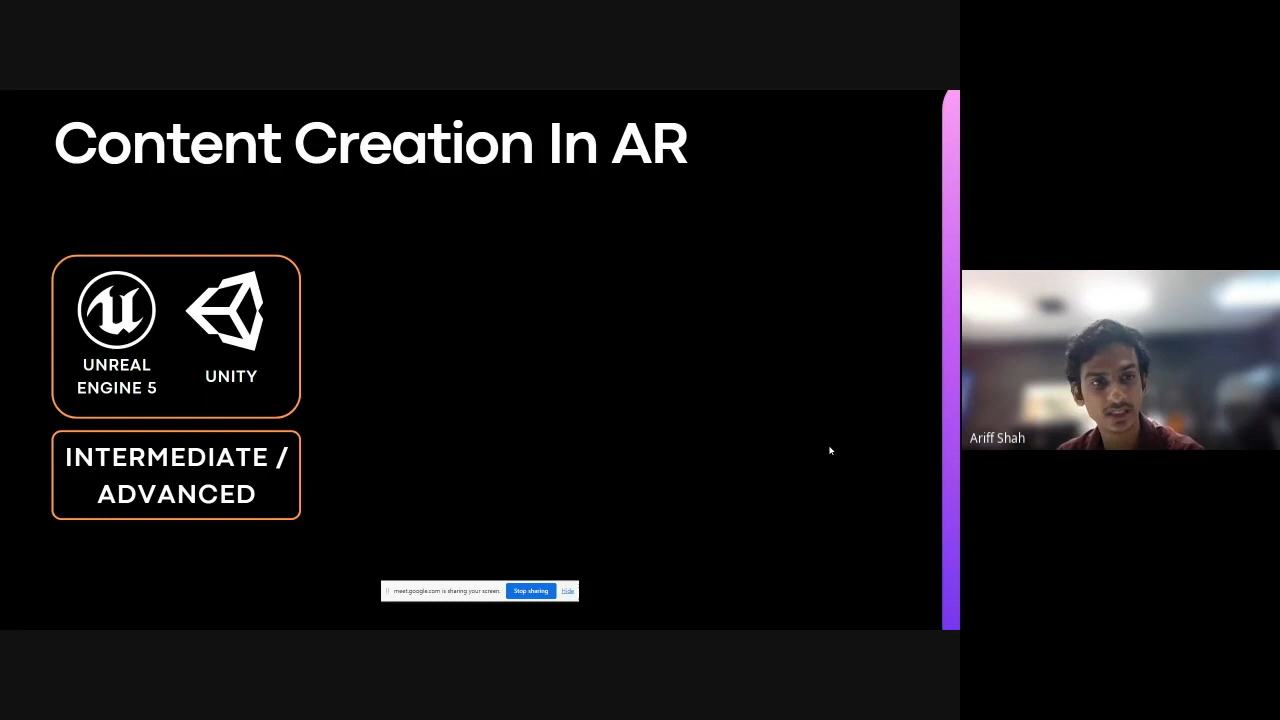 Content Creation In AR
UNREAL
ENGINE 5
UNITY
INTERMEDIATE /
ADVANCED
meet.google.com is sharing your screen.
Stop sharing
Hide
Ariff Shah